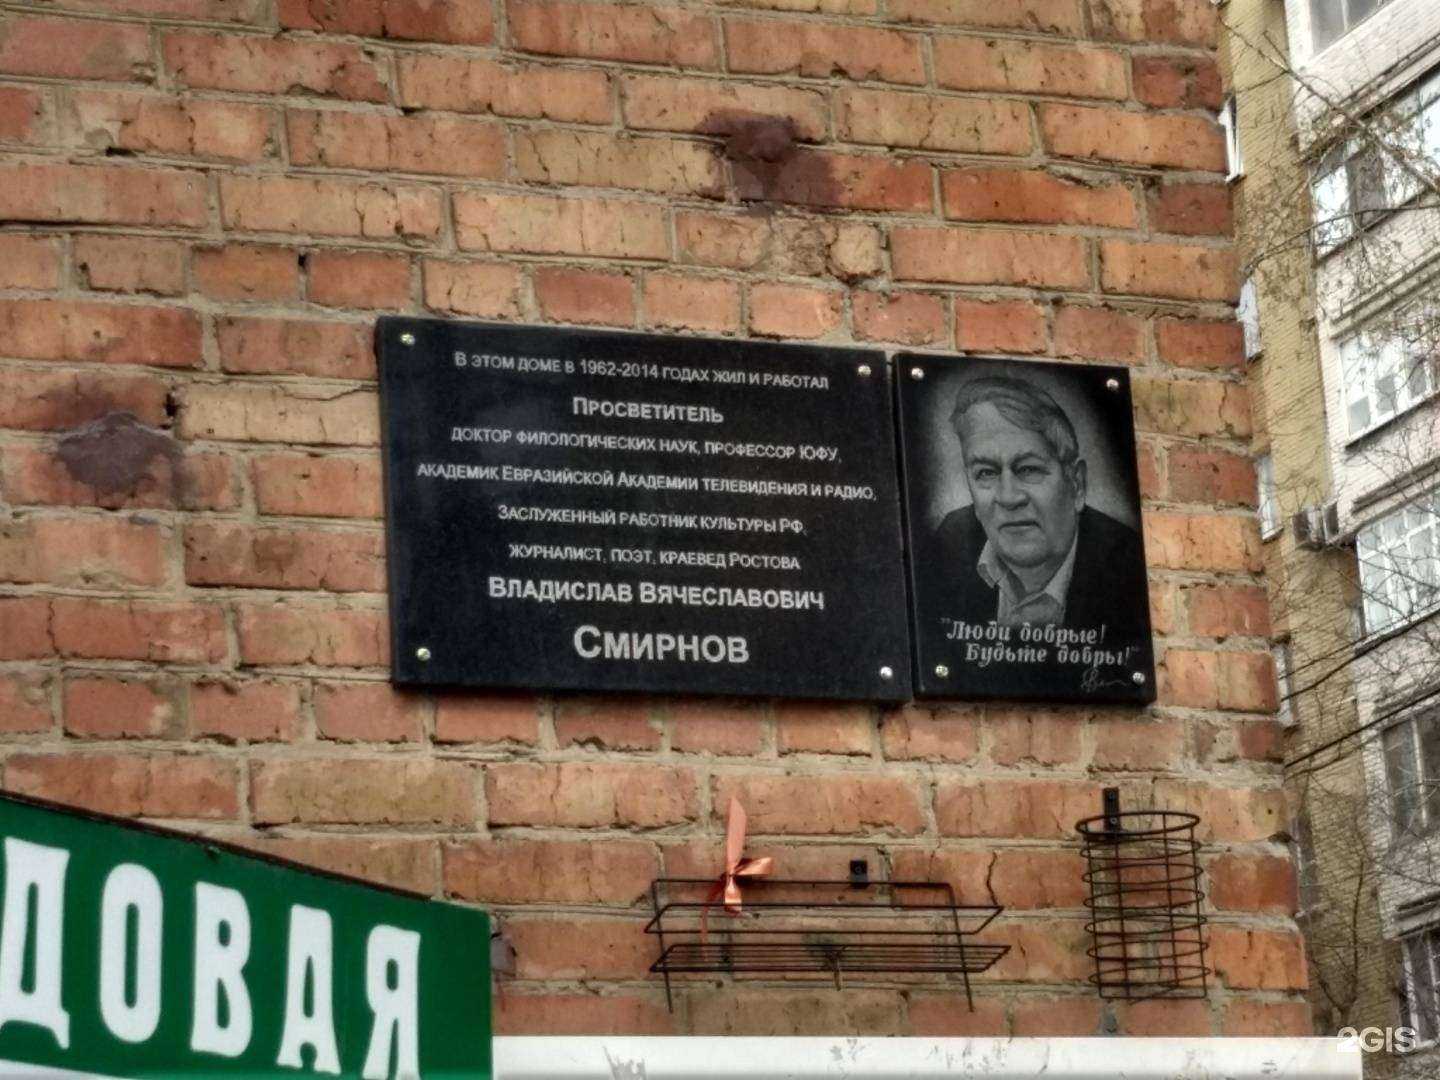 В ЭТОМ ДОМЕ В 1962-2014 ГОДАХ ЖИЛ И РАБОТАЛ
ПРОСВЕТИТЕЛЬ
ДОКТОР ФИЛОЛОГИЧЕСКИХ НАУК, ПРОФЕССОР ЮФУ,
АКАДЕМИК ЕВРАЗИЙСКОЙ АКАДЕМИИ ТЕЛЕВИДЕНИЯ И РАДИО,
ЗАСЛУЖЕННЫЙ РАБОТНИК КУЛЬТУРЫ РФ,
ЖУРНАЛИСТ, ПОЭТ, КРАЕВЕД РОСТОВА
ВЛАДИСЛАВ ВЯЧЕСЛАВОВИЧ
СМИРНОВ
"Люди добрые!
Будьте добры!"
ДОВАЯ
2GIS